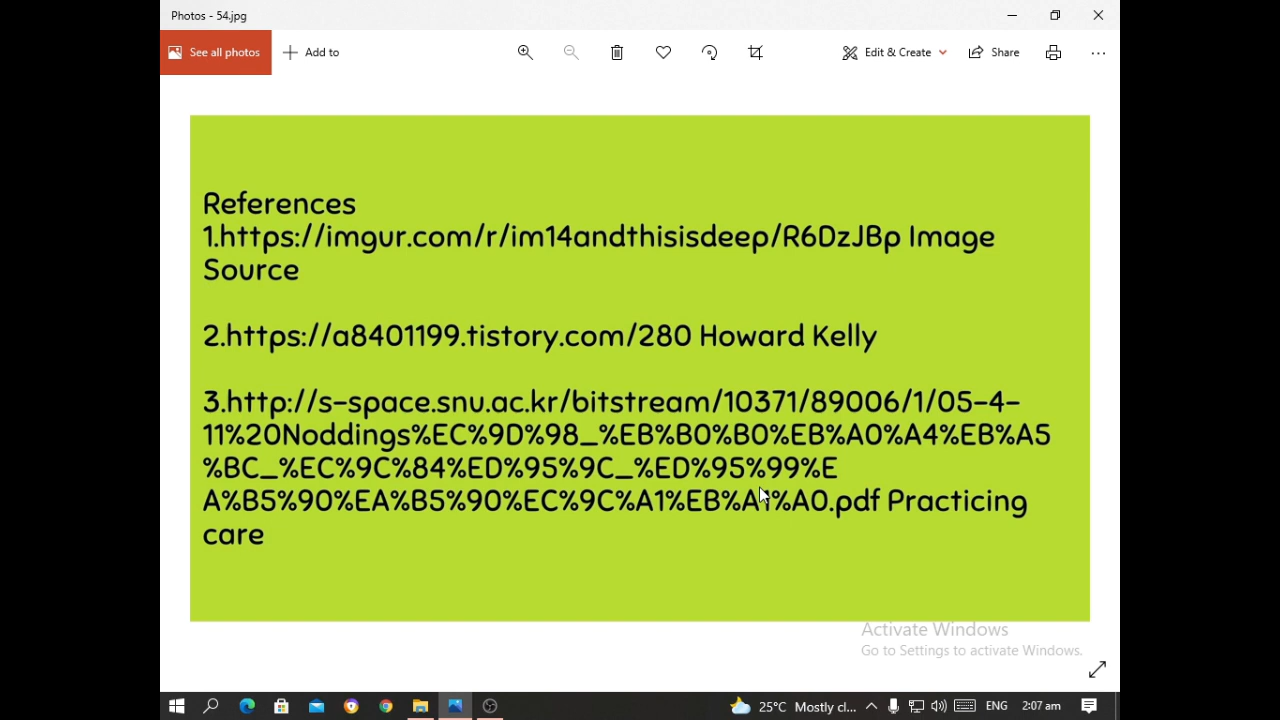 Photos - 54.jpg
See all photos
Add to
Edit & Create
Share
References
1.https://imgur.com/r/im14andthisisdeep/R6DzJBp Image
Source
2.https://a8401199.tistory.com/280 Howard Kelly
3.http://s-space.snu.ac.kr/bitstream/10371/89006/1/05-4-
11%20Noddings%EC%9D%98_%EB%B0%B0%EB%A0%A4%EB%A5
%BC_%EC%9C%84%ED%95%9C_%ED%95%99%E
A%B5%90%EA%B5%90%EC%9C%A1%EB%A1%A0.pdf Practicing
care
Activate Windows
Go to Settings to activate Windows.
25°C Mostly cl... ENG 2:07 am